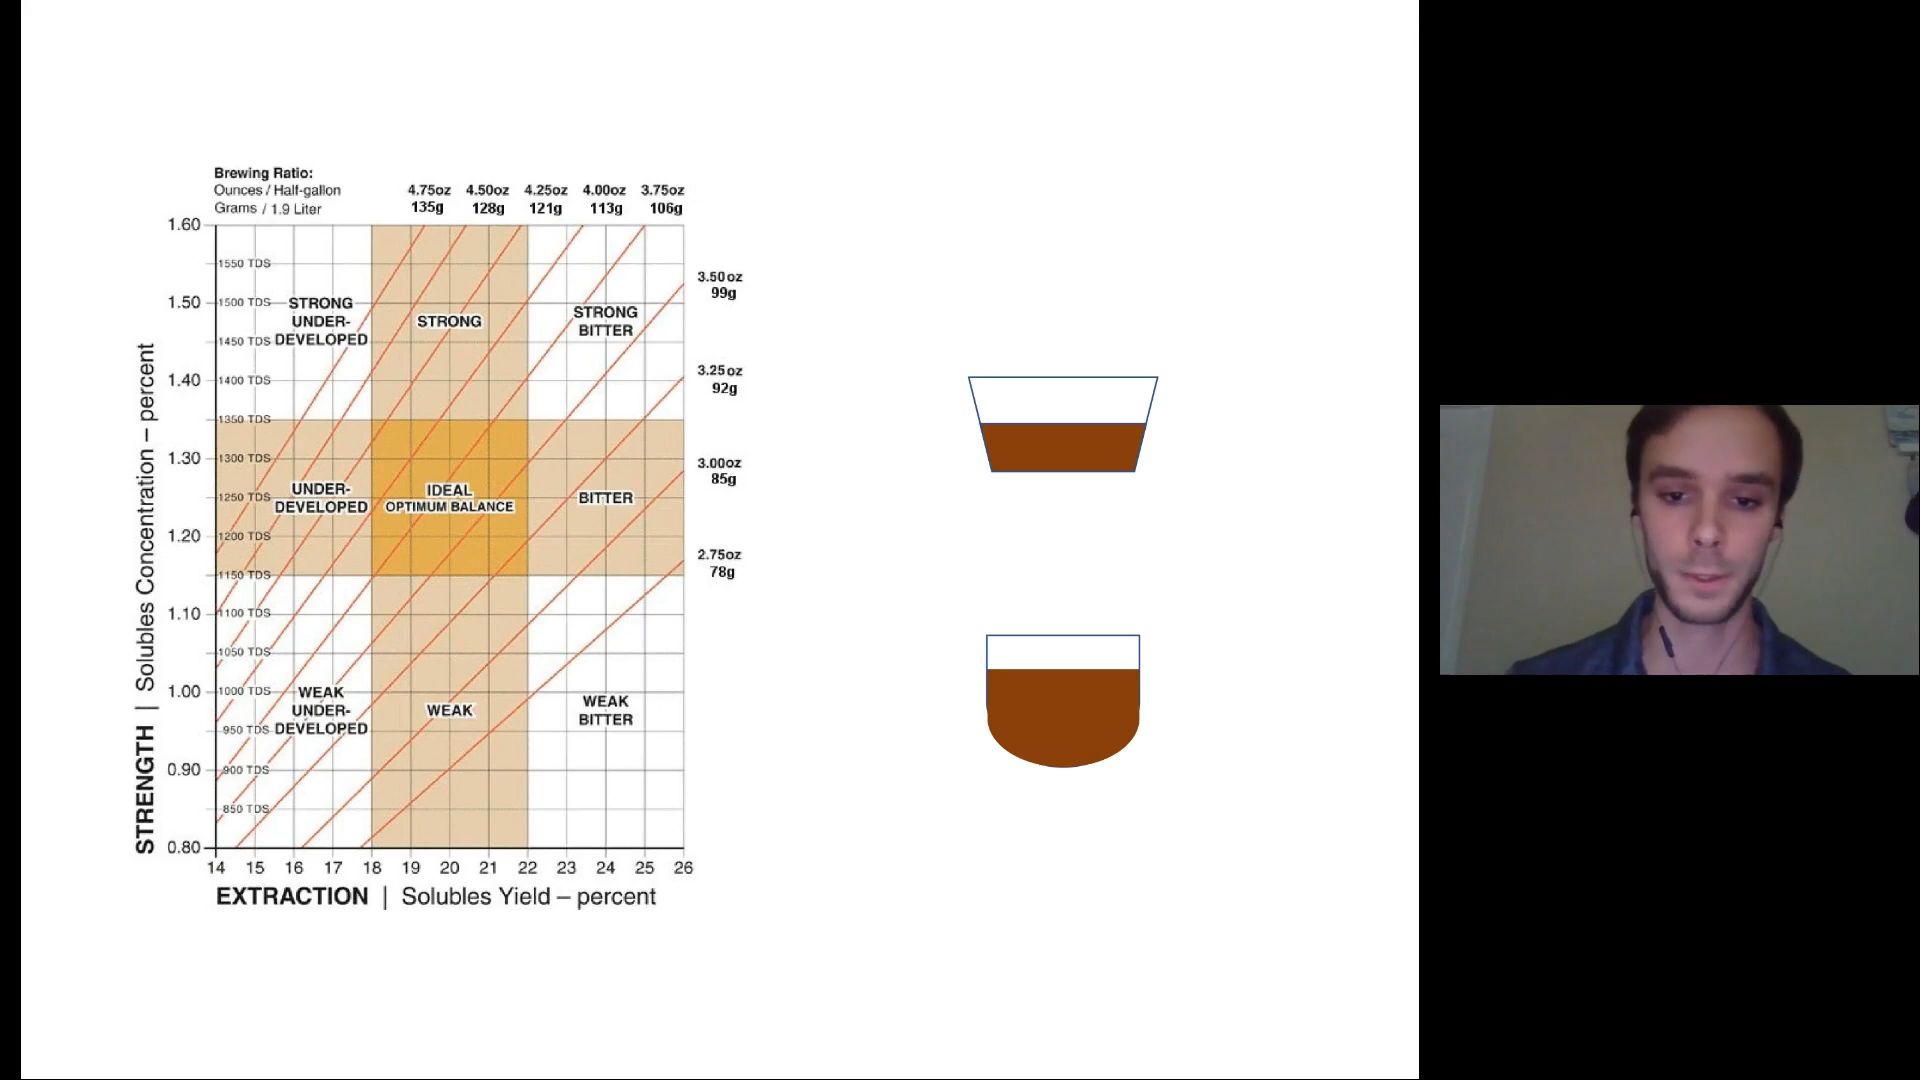 Brewing Ratio:
Ounces / Half-gallon
Grams / 1.9 Liter
4.75oz 4.50oz 4.25oz 4.00oz 3.75oz
135g 128g 121g 113g 106g
3.50oz
99g
3.25oz
92g
3.00oz
85g
2.75oz
78g
STRENGTH | Solubles Concentration – percent
1.60
1.50
1.40
1.30
1.20
1.10
1.00
0.90
0.80
1550 TDS
1500 TDS
1450 TDS
1400 TDS
1350 TDS
1300 TDS
1250 TDS
1200 TDS
1150 TDS
1100 TDS
1050 TDS
1000 TDS
950 TDS
900 TDS
850 TDS
STRONG
UNDER-
DEVELOPED
STRONG
STRONG
BITTER
UNDER-
DEVELOPED
IDEAL
OPTIMUM BALANCE
BITTER
WEAK
UNDER-
DEVELOPED
WEAK
WEAK
BITTER
14 15 16 17 18 19 20 21 22 23 24 25 26
EXTRACTION | Solubles Yield – percent